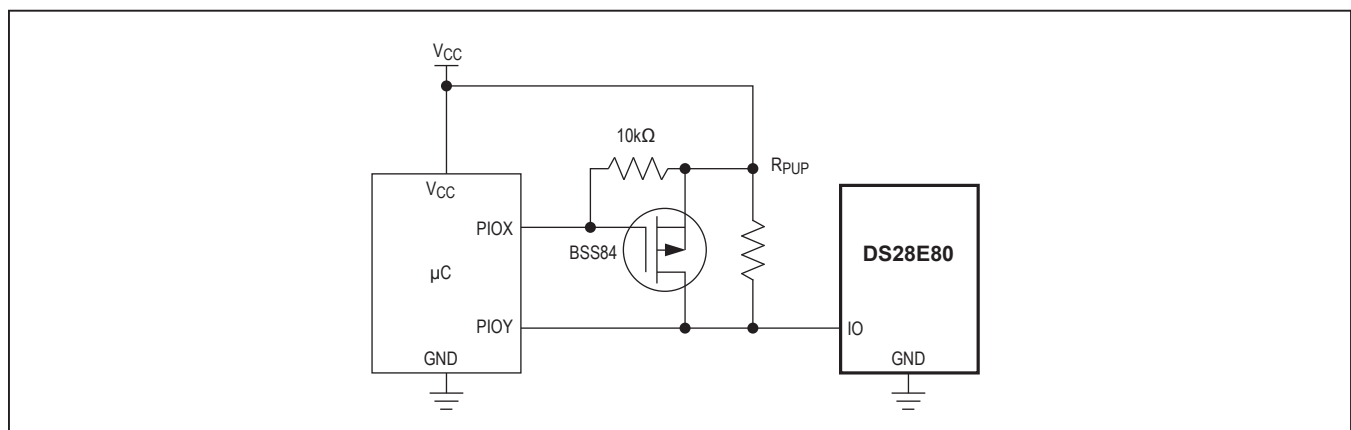 VCC
10kΩ
RPUP
VCC
PIOX
BSS84
DS28E80
µC
PIOY
IO
GND
GND